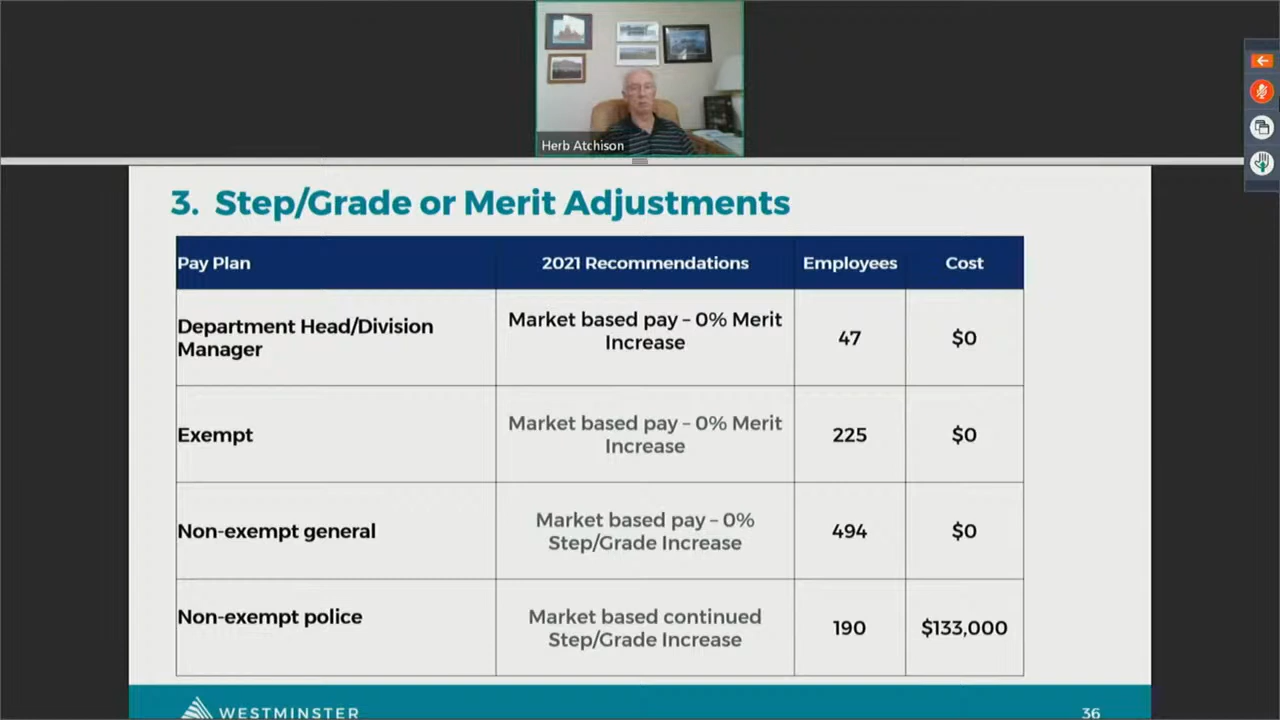 Herb Atchison
3. Step/Grade or Merit Adjustments
Pay Plan
2021 Recommendations
Employees
Cost
Department Head/Division
Manager
Market based pay – 0% Merit
Increase
47
$0
Exempt
Market based pay – 0% Merit
Increase
225
$0
Non-exempt general
Market based pay – 0%
Step/Grade Increase
494
$0
Non-exempt police
Market based continued
Step/Grade Increase
190
$133,000
WESTMINSTER
36